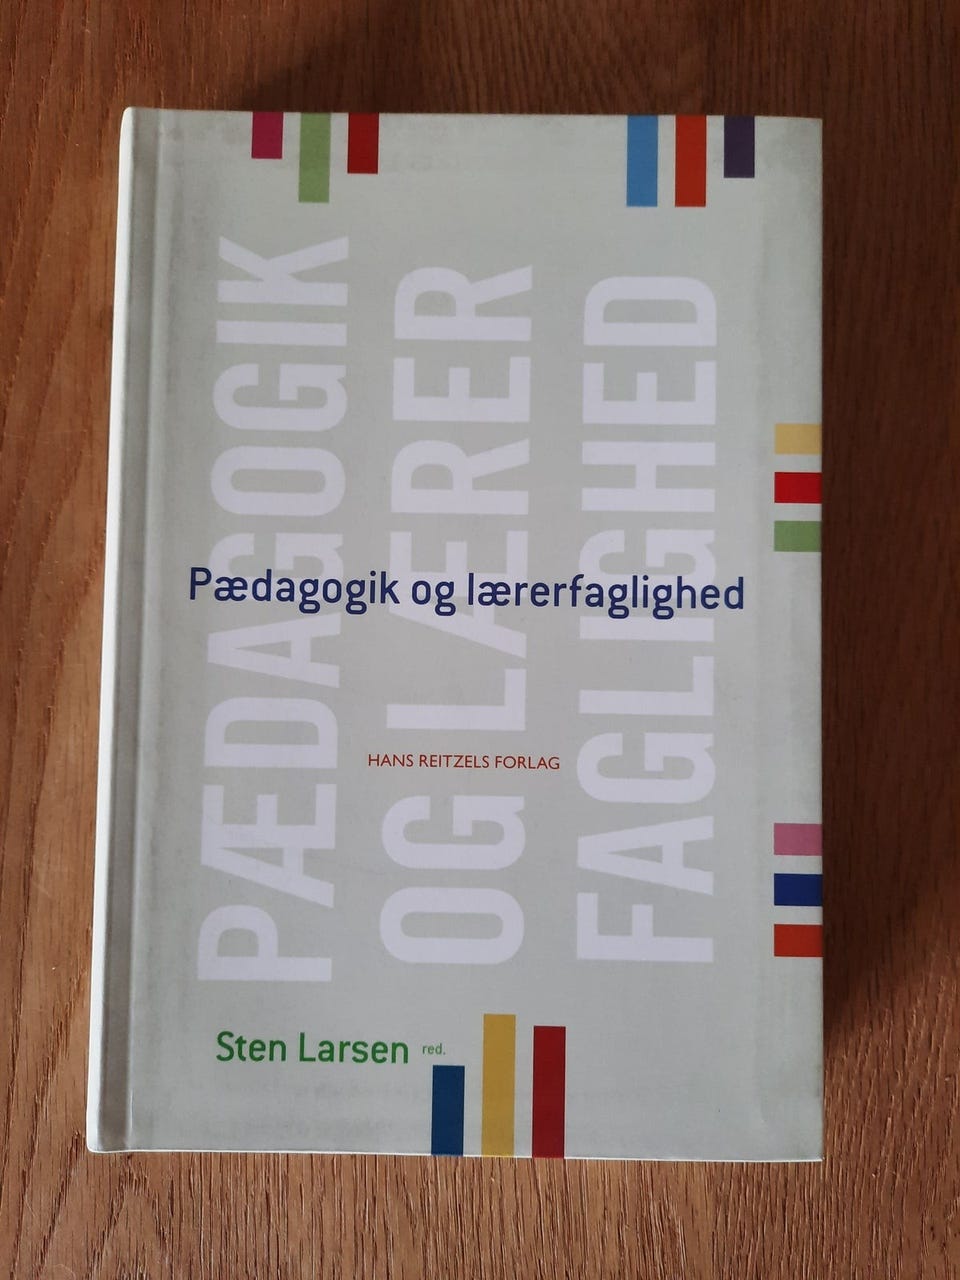 PÆDAGOGIK
OG LÆRER
FAGLIGHED
Pædagogik og lærerfaglighed
HANS REITZELS FORLAG
Sten Larsen red.